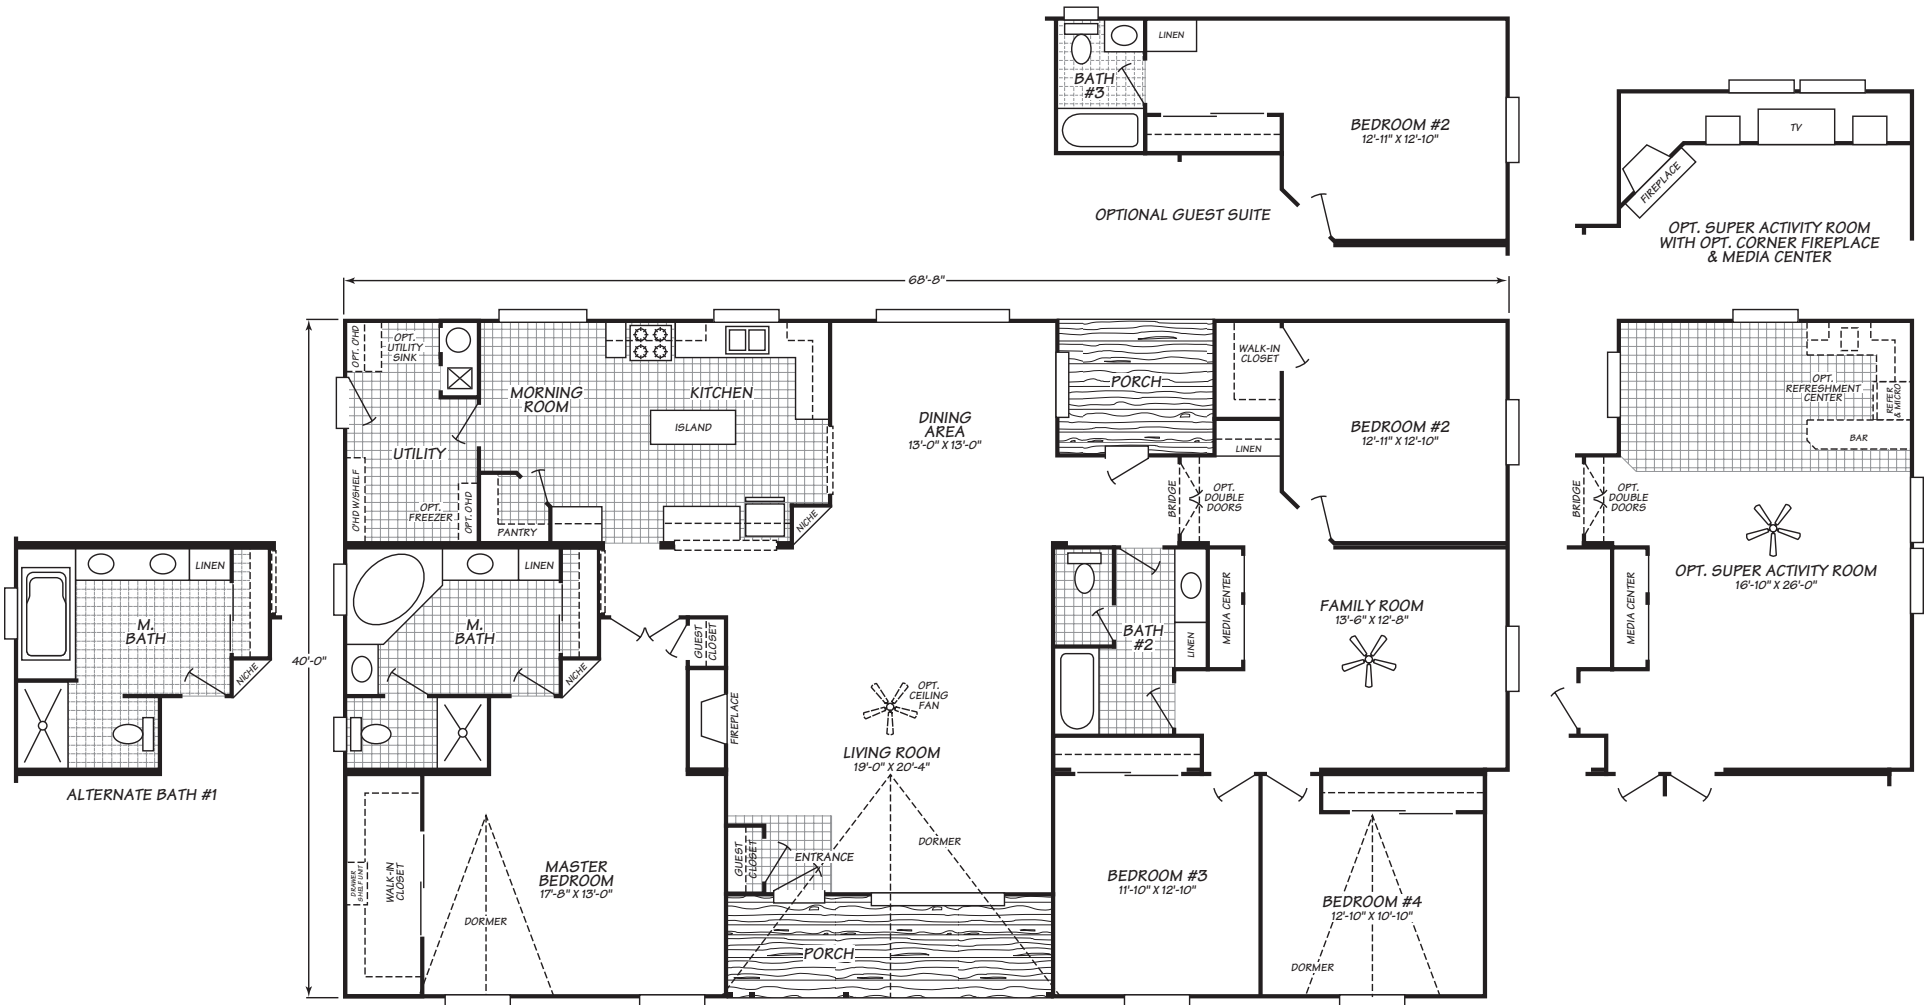 LINEN
BATH
#3
BEDROOM #2
12'-11" X 12'-10"
OPTIONAL GUEST SUITE
TV
FIREPLACE
OPT. SUPER ACTIVITY ROOM
WITH OPT. CORNER FIREPLACE
& MEDIA CENTER
68'-8"
40'-0"
OPT. O'HD
OPT.
UTILITY
SINK
MORNING
ROOM
KITCHEN
ISLAND
UTILITY
O'HD W/SHELF
OPT.
FREEZER
OPT. O'HD
PANTRY
NICHE
DINING
AREA
13'-0" X 13'-0"
PORCH
WALK-IN
CLOSET
LINEN
BRIDGE
OPT.
DOUBLE
DOORS
BEDROOM #2
12'-11" X 12'-10"
OPT.
REFRESHMENT
CENTER
REFER
& MICRO
BAR
BRIDGE
OPT.
DOUBLE
DOORS
OPT. SUPER ACTIVITY ROOM
16'-10" X 26'-0"
MEDIA CENTER
LINEN
M.
BATH
NICHE
ALTERNATE BATH #1
LINEN
M.
BATH
NICHE
GUEST
CLOSET
FIREPLACE
OPT.
CEILING
FAN
LIVING ROOM
19'-0" X 20'-4"
BATH
#2
LINEN
MEDIA CENTER
FAMILY ROOM
13'-6" X 12'-8"
DRAWER
SHELF UNIT
WALK-IN
CLOSET
MASTER
BEDROOM
17'-8" X 13'-0"
DORMER
GUEST
CLOSET
ENTRANCE
DORMER
PORCH
BEDROOM #3
11'-10" X 12'-10"
BEDROOM #4
12'-10" X 10'-10"
DORMER